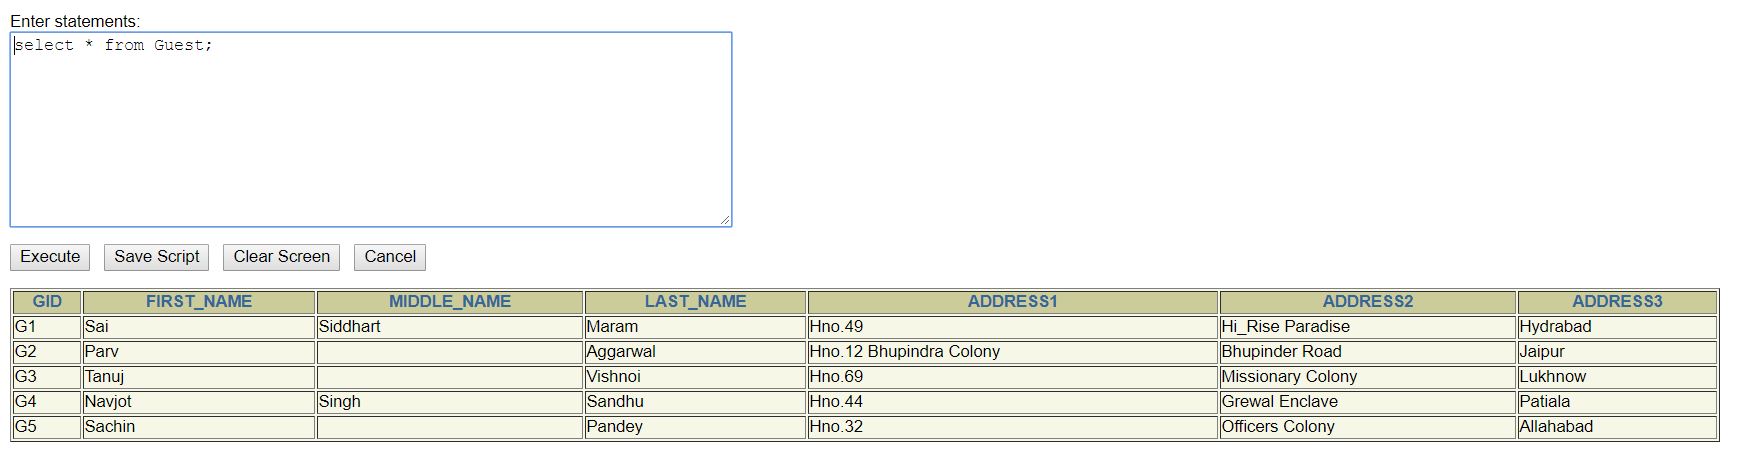 Enter statements:
select * from Guest;
Execute Save Script Clear Screen Cancel
GID FIRST_NAME MIDDLE_NAME LAST_NAME ADDRESS1 ADDRESS2 ADDRESS3
G1 Sai Siddhart Maram Hno.49 Hi_Rise Paradise Hydrabad
G2 Parv Aggarwal Hno.12 Bhupindra Colony Bhupinder Road Jaipur
G3 Tanuj Vishnoi Hno.69 Missionary Colony Lukhnow
G4 Navjot Singh Sandhu Hno.44 Grewal Enclave Patiala
G5 Sachin Pandey Hno.32 Officers Colony Allahabad